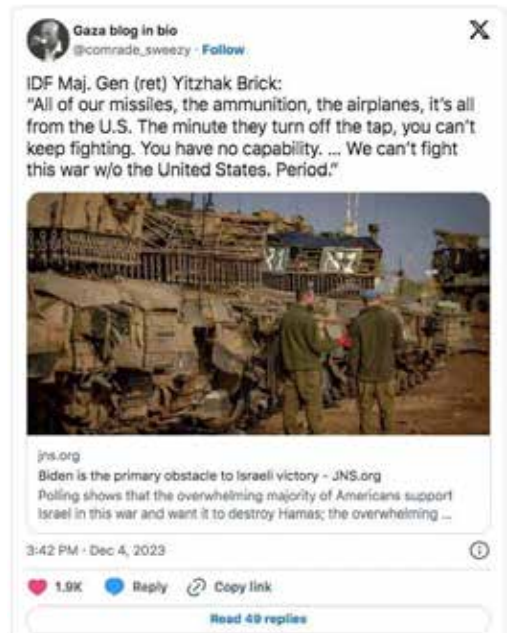 Gaza blog in bio
@comrade_sweezy · Follow
IDF Maj. Gen (ret) Yitzhak Brick:
“All of our missiles, the ammunition, the airplanes, it’s all
from the U.S. The minute they turn off the tap, you can’t
keep fighting. You have no capability. ... We can’t fight
this war w/o the United States. Period.”
jns.org
Biden is the primary obstacle to Israeli victory - JNS.org
Polling shows that the overwhelming majority of Americans support
Israel in this war and want it to destroy Hamas; the overwhelming ...
3:42 PM · Dec 4, 2023
1.9K Reply Copy link
Read 49 replies